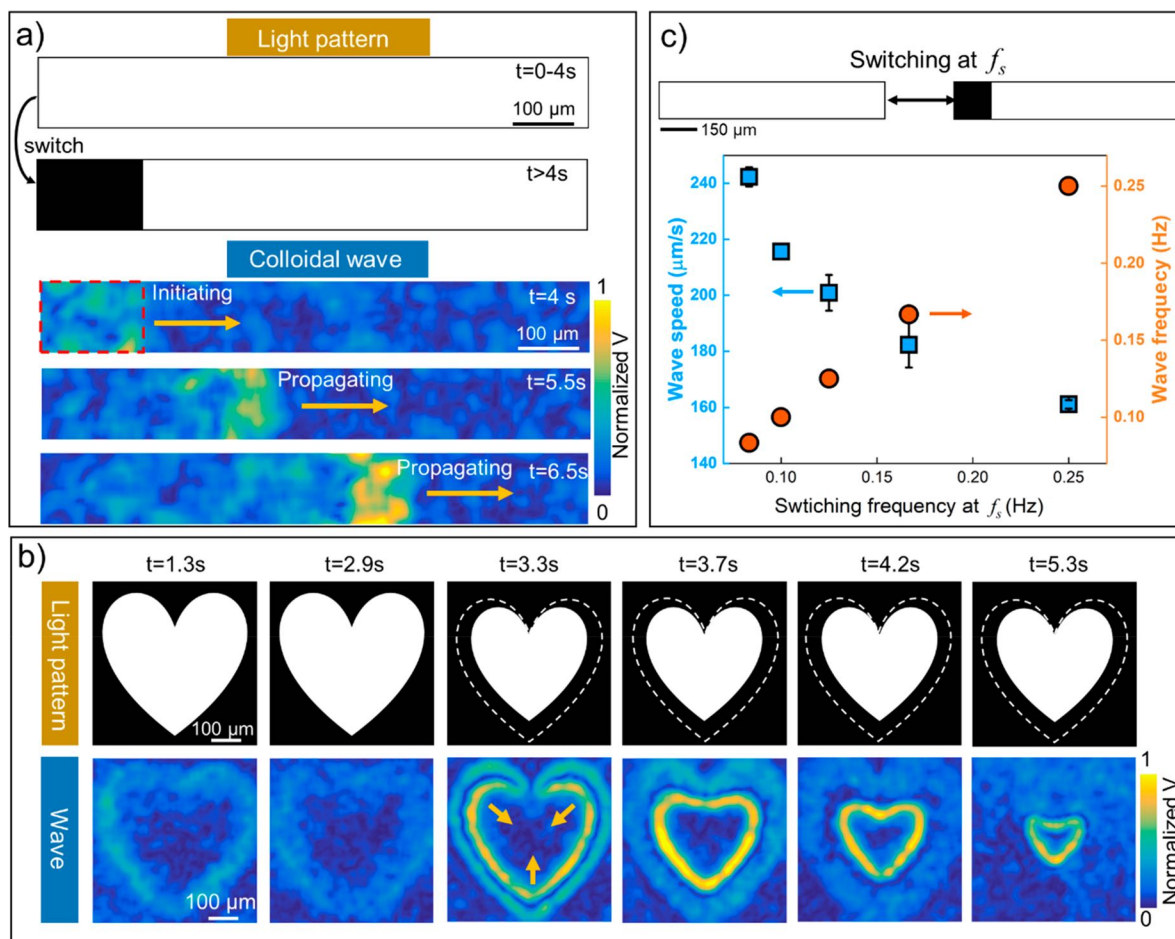 a)
Light pattern
t=0-4s
100 µm
switch
t>4s
Colloidal wave
Initiating
t=4 s
100 µm
Propagating
t=5.5s
Propagating
t=6.5s
1
Normalized V
0
c)
Switching at fs
150 µm
Wave speed (µm/s)
240
220
200
180
160
140
0.10 0.15 0.20 0.25
Swtiching frequency at fs (Hz)
0.25
0.20
0.15
0.10
Wave frequecy (Hz)
b)
t=1.3s t=2.9s t=3.3s t=3.7s t=4.2s t=5.3s
Light pattern
100 µm
Wave
100 µm
1
Normalized V
0